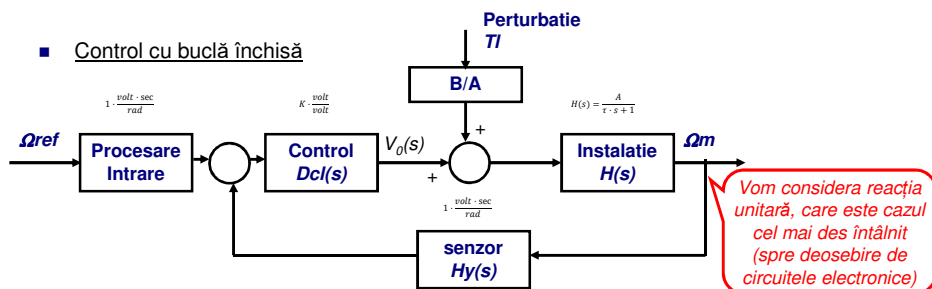 Perturbatie
Tl
■ Control cu buclă închisă
B/A
1 · volt · sec / rad
K · volt / volt
H(s) = A / τ · s + 1
+
Ωref
Procesare
Intrare
Control
Dcl(s)
V₀(s)
+
Instalatie
H(s)
Ωm
1 · volt · sec / rad
senzor
Hy(s)
Vom considera reacția
unitară, care este cazul
cel mai des întâlnit
(spre deosebire de
circuitele electronice)